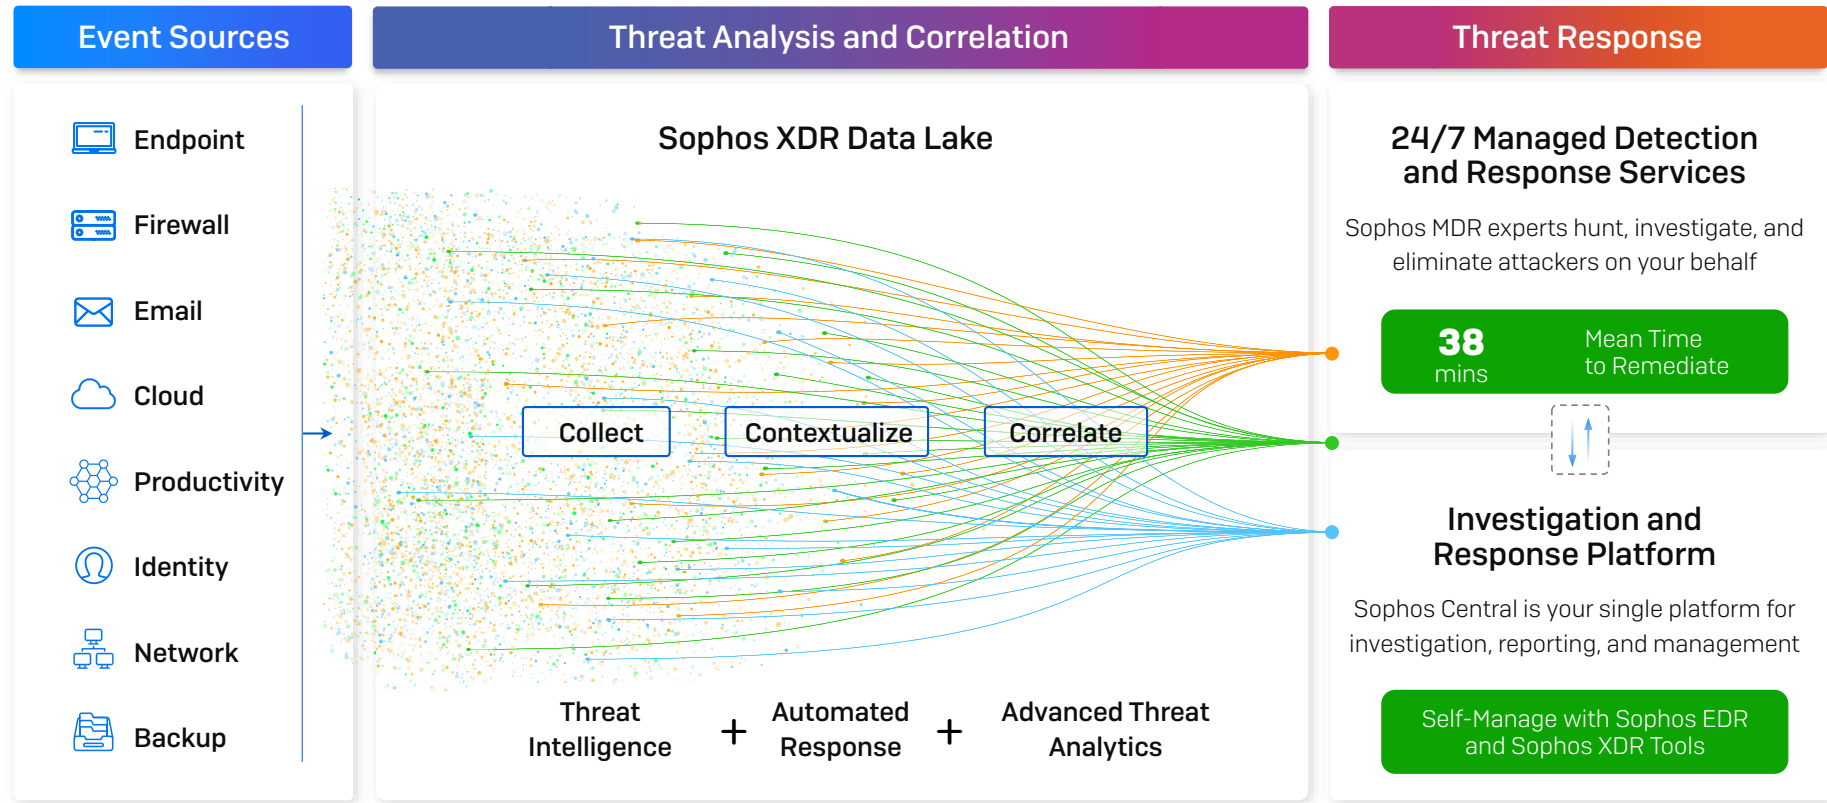 Event Sources
Threat Analysis and Correlation
Threat Response
Endpoint
Firewall
Email
Cloud
Productivity
Identity
Network
Backup
Sophos XDR Data Lake
Collect
Contextualize
Correlate
Threat
Intelligence
+
Automated
Response
+
Advanced Threat
Analytics
24/7 Managed Detection
and Response Services
Sophos MDR experts hunt, investigate, and
eliminate attackers on your behalf
38
mins
Mean Time
to Remediate
Investigation and
Response Platform
Sophos Central is your single platform for
investigation, reporting, and management
Self-Manage with Sophos EDR
and Sophos XDR Tools